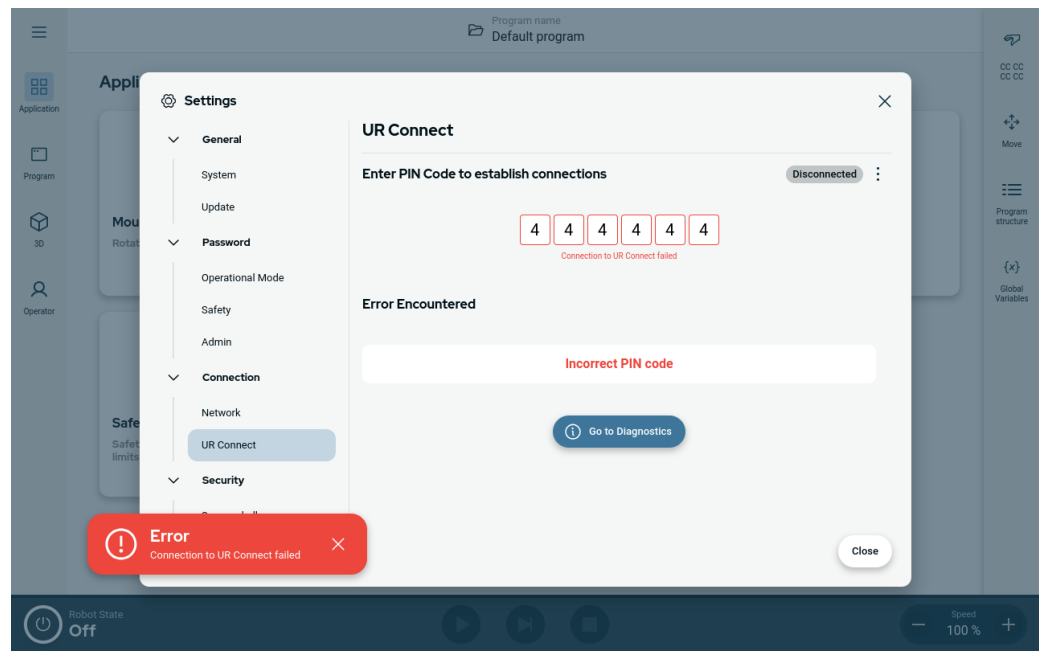 Program name
Default program
Application
Program
3D
Operator
Appli
Mou
Rotat
Safe
Safet
limits
CC CC
CC CC
Move
Program
structure
{x}
Global
Variables
Settings
General
System
Update
Password
Operational Mode
Safety
Admin
Connection
Network
UR Connect
Security
UR Connect
Enter PIN Code to establish connections
Disconnected
4 4 4 4 4 4
Connection to UR Connect failed
Error Encountered
Incorrect PIN code
Go to Diagnostics
Close
Error
Connection to UR Connect failed
Robot State
Off
Speed
100 %